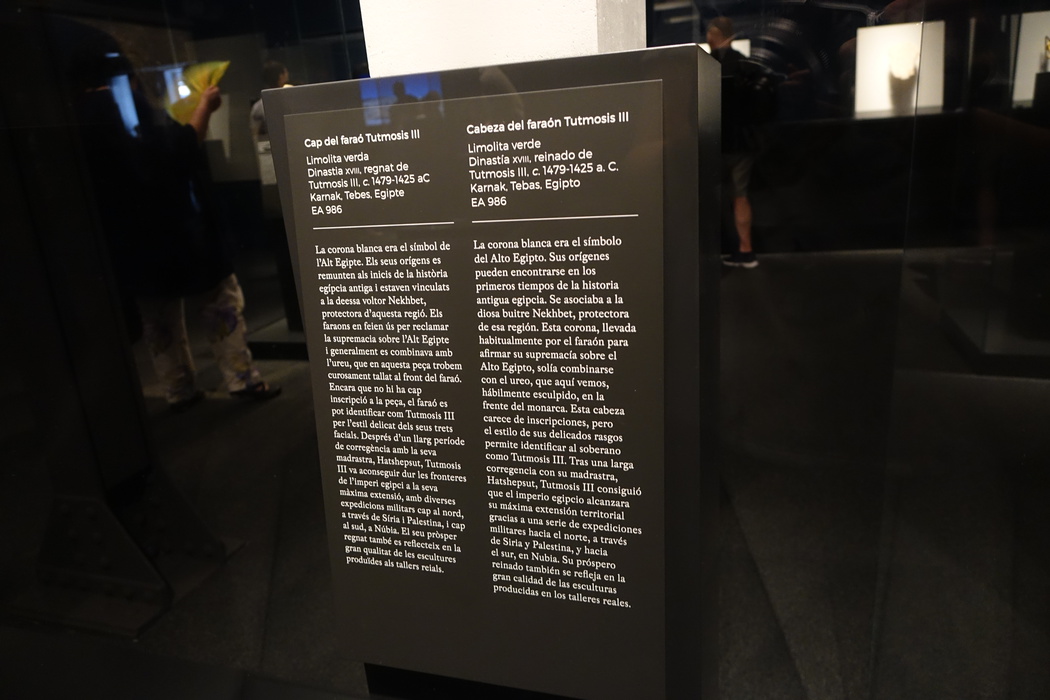 Cap del faraó Tutmosis III
Limolita verda
Dinastia XVIII, regnat de
Tutmosis III, c. 1479-1425 aC
Karnak, Tebes, Egipte
EA 986
La corona blanca era el símbol de
l'Alt Egipte. Els seus orígens es
remunten als inicis de la història
egípcia antiga i estaven vinculats
a la deessa voltor Nekhbet,
protectora d'aquesta regió. Els
faraons en feien ús per reclamar
la supremacia sobre l'Alt Egipte
i generalment es combinava amb
l'ureu, que en aquesta peça trobem
curosament tallat al front del faraó.
Encara que no hi ha cap
inscripció a la peça, el faraó es
pot identificar com Tutmosis III
per l'estil delicat dels seus trets
facials. Després d'un llarg període
de corregència amb la seva
madrastra, Hatshepsut, Tutmosis
III va aconseguir dur les fronteres
de l'imperi egipci a la seva
màxima extensió, amb diverses
expedicions militars cap al nord,
a través de Síria i Palestina, i cap
al sud, a Núbia. El seu pròsper
regnat també es reflecteix en la
gran qualitat de les escultures
produïdes als tallers reials.
Cabeza del faraón Tutmosis III
Limolita verde
Dinastía XVIII, reinado de
Tutmosis III, c. 1479-1425 a. C.
Karnak, Tebas, Egipto
EA 986
La corona blanca era el símbolo
del Alto Egipto. Sus orígenes
pueden encontrarse en los
primeros tiempos de la historia
antigua egipcia. Se asociaba a la
diosa buitre Nekhbet, protectora
de esa región. Esta corona, llevada
habitualmente por el faraón para
afirmar su supremacía sobre el
Alto Egipto, solía combinarse
con el ureo, que aquí vemos,
hábilmente esculpido, en la
frente del monarca. Esta cabeza
carece de inscripciones, pero
el estilo de sus delicados rasgos
permite identificar al soberano
como Tutmosis III. Tras una larga
corregencia con su madrastra,
Hatshepsut, Tutmosis III consiguió
que el imperio egipcio alcanzara
su máxima extensión territorial
gracias a una serie de expediciones
militares hacia el norte, a través
de Siria y Palestina, y hacia
el sur, en Nubia. Su próspero
reinado también se refleja en la
gran calidad de las esculturas
producidas en los talleres reales.